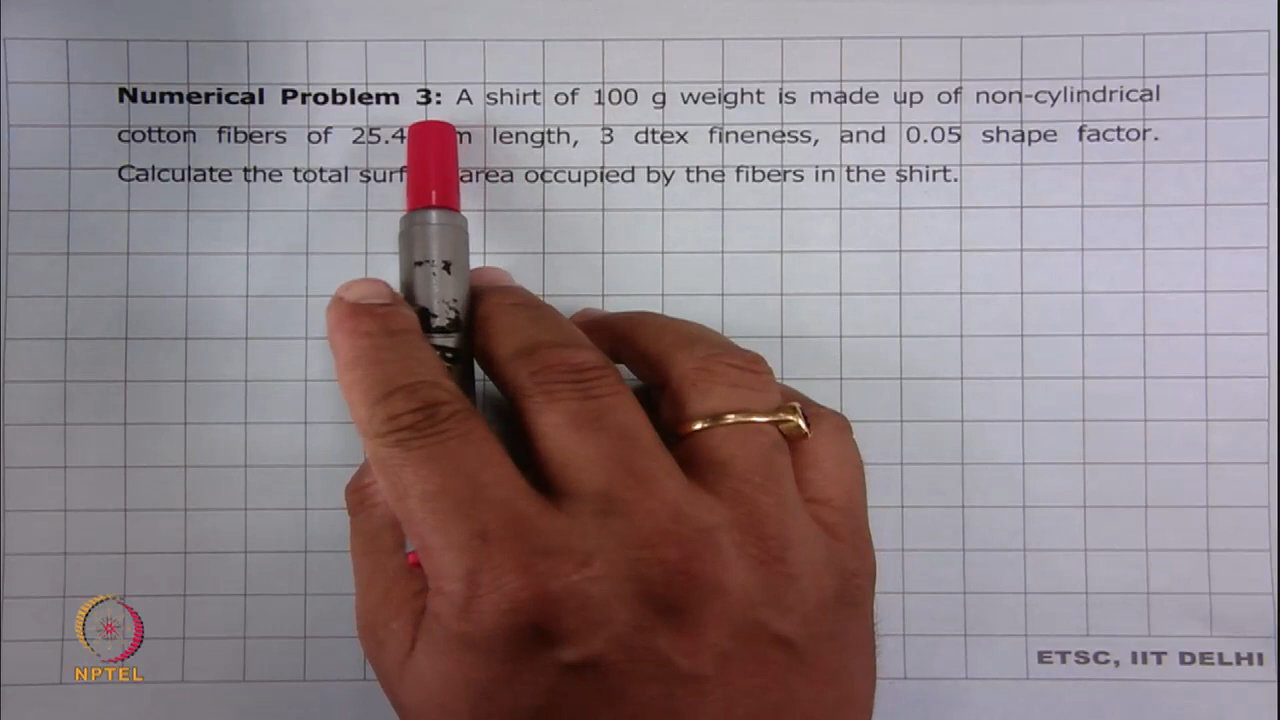 Numerical Problem 3: A shirt of 100 g weight is made up of non-cylindrical
cotton fibers of 25.4 length, 3 dtex fineness, and 0.05 shape factor.
Calculate the total area occupied by the fibers in the shirt.
NPTEL
ETSC, IIT DELHI